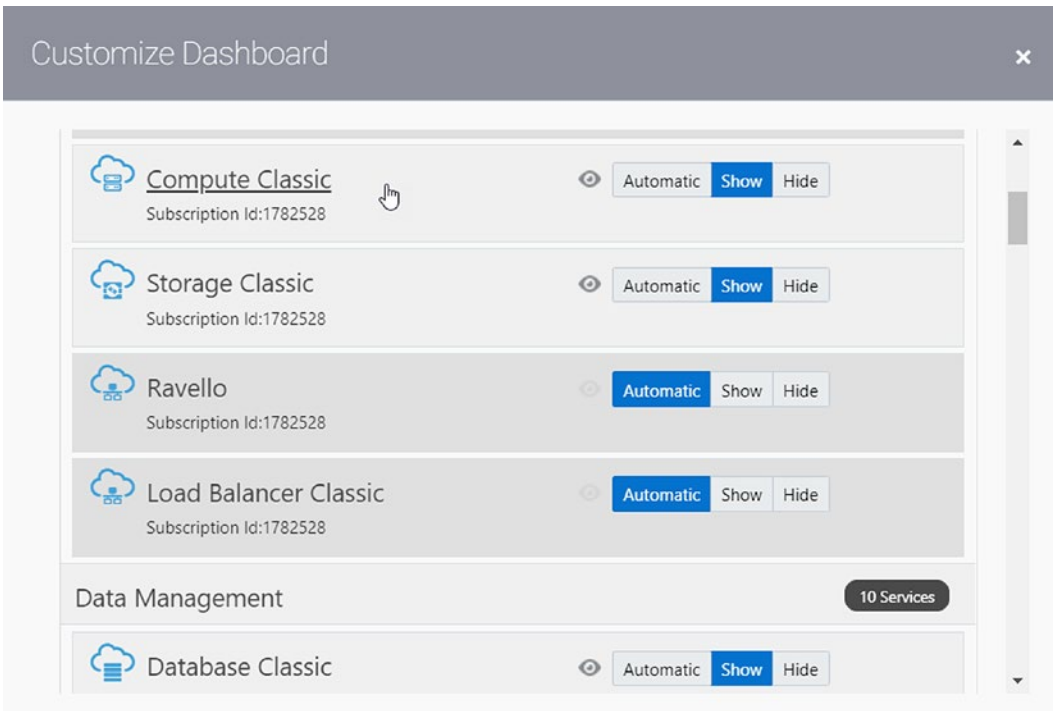 Customize Dashboard ×
Compute Classic Automatic Show Hide
Subscription Id:1782528
Storage Classic Automatic Show Hide
Subscription Id:1782528
Ravello Automatic Show Hide
Subscription Id:1782528
Load Balancer Classic Automatic Show Hide
Subscription Id:1782528
Data Management 10 Services
Database Classic Automatic Show Hide